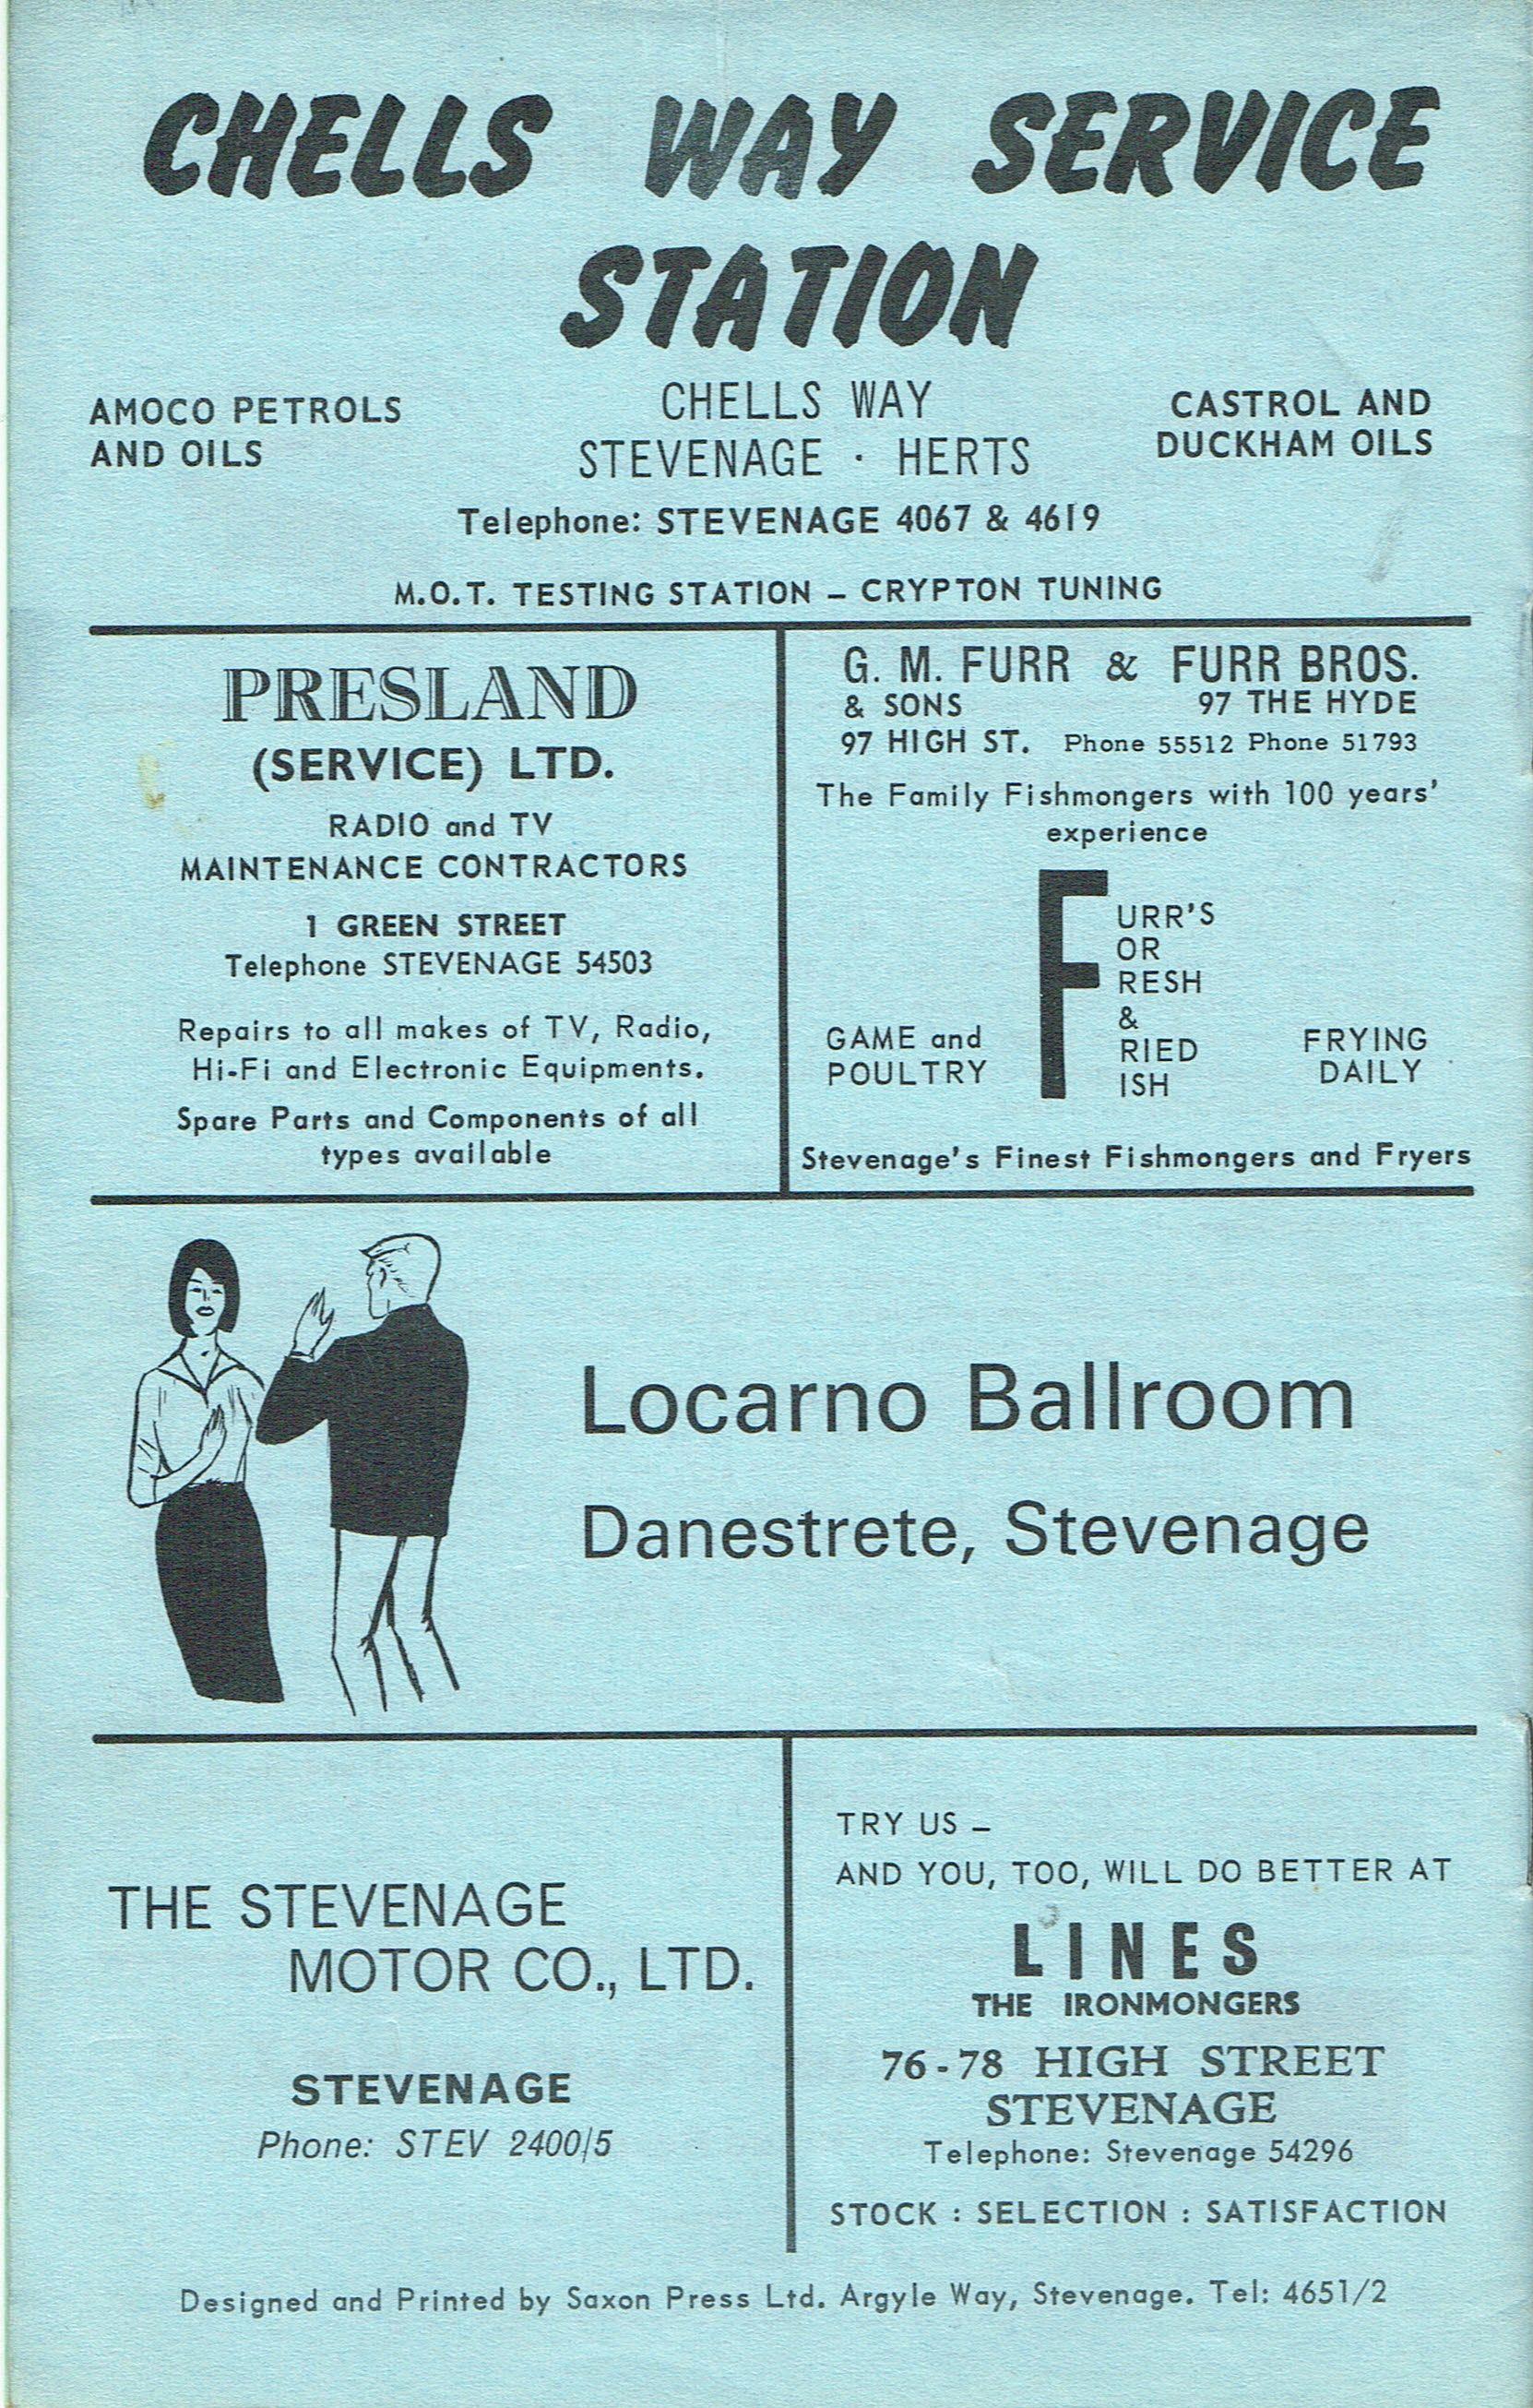 CHELLS WAY SERVICE
STATION
AMOCO PETROLS
AND OILS
CHELLS WAY
STEVENAGE · HERTS
CASTROL AND
DUCKHAM OILS
Telephone: STEVENAGE 4067 & 4619
M.O.T. TESTING STATION – CRYPTON TUNING
PRESLAND
(SERVICE) LTD.
RADIO and TV
MAINTENANCE CONTRACTORS
1 GREEN STREET
Telephone STEVENAGE 54503
Repairs to all makes of TV, Radio,
Hi-Fi and Electronic Equipments.
Spare Parts and Components of all
types available
G. M. FURR & FURR BROS.
& SONS 97 THE HYDE
97 HIGH ST. Phone 55512 Phone 51793
The Family Fishmongers with 100 years'
experience
FURR'S
OR
RESH
&
RIED
ISH
GAME and
POULTRY
FRYING
DAILY
Stevenage's Finest Fishmongers and Fryers
Locarno Ballroom
Danestrete, Stevenage
THE STEVENAGE
MOTOR CO., LTD.
STEVENAGE
Phone: STEV 2400/5
TRY US –
AND YOU, TOO, WILL DO BETTER AT
LINES
THE IRONMONGERS
76-78 HIGH STREET
STEVENAGE
Telephone: Stevenage 54296
STOCK : SELECTION : SATISFACTION
Designed and Printed by Saxon Press Ltd. Argyle Way, Stevenage. Tel: 4651/2